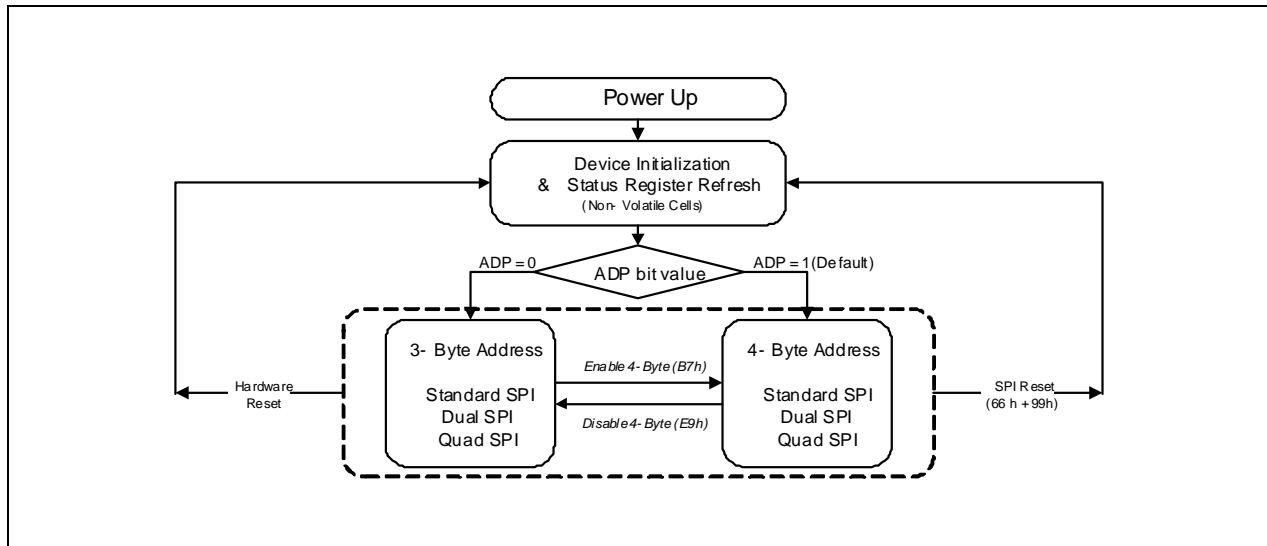 Power Up
Device Initialization
& Status Register Refresh
(Non-Volatile Cells)
ADP = 0
ADP bit value
ADP = 1(Default)
3-Byte Address
Standard SPI
Dual SPI
Quad SPI
Enable 4-Byte (B7h)
Disable 4-Byte (E9h)
4-Byte Address
Standard SPI
Dual SPI
Quad SPI
Hardware
Reset
SPI Reset
(66h + 99h)